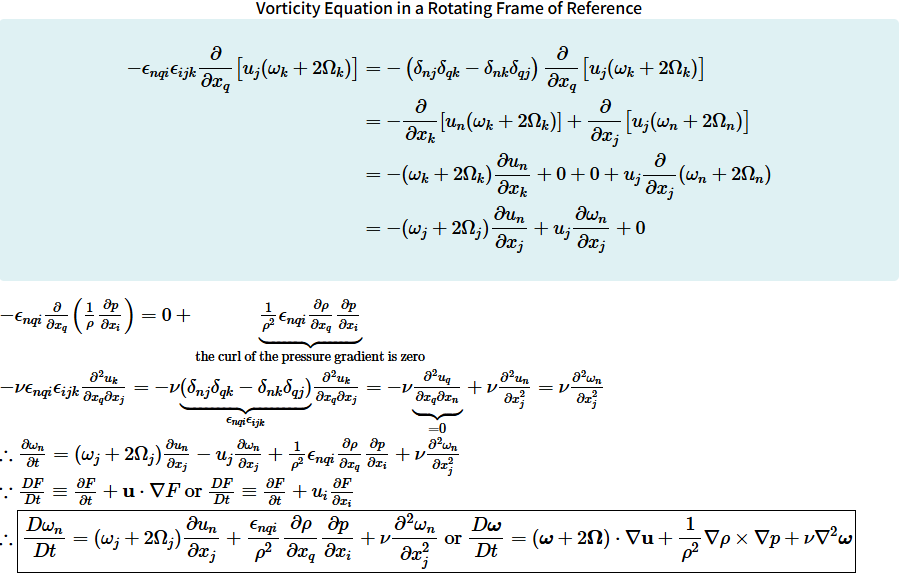 Vorticity Equation in a Rotating Frame of Reference
$-\epsilon_{nqi}\epsilon_{ijk}\frac{\partial}{\partial x_q}\left[u_j(\omega_k + 2\Omega_k)\right] = -\left(\delta_{nj}\delta_{qk} - \delta_{nk}\delta_{qj}\right)\frac{\partial}{\partial x_q}\left[u_j(\omega_k + 2\Omega_k)\right]$
$= -\frac{\partial}{\partial x_k}\left[u_n(\omega_k + 2\Omega_k)\right] + \frac{\partial}{\partial x_j}\left[u_j(\omega_n + 2\Omega_n)\right]$
$= -(\omega_k + 2\Omega_k)\frac{\partial u_n}{\partial x_k} + 0 + 0 + u_j\frac{\partial}{\partial x_j}(\omega_n + 2\Omega_n)$
$= -(\omega_j + 2\Omega_j)\frac{\partial u_n}{\partial x_j} + u_j\frac{\partial \omega_n}{\partial x_j} + 0$
$-\epsilon_{nqi}\frac{\partial}{\partial x_q}\left(\frac{1}{\rho}\frac{\partial p}{\partial x_i}\right) = 0 + \underbrace{\frac{1}{\rho^2}\epsilon_{nqi}\frac{\partial \rho}{\partial x_q}\frac{\partial p}{\partial x_i}}_{\text{the curl of the pressure gradient is zero}}$
$-\nu\epsilon_{nqi}\epsilon_{ijk}\frac{\partial^2 u_k}{\partial x_q \partial x_j} = -\nu\underbrace{(\delta_{nj}\delta_{qk} - \delta_{nk}\delta_{qj})}_{\epsilon_{nqi}\epsilon_{ijk}}\frac{\partial^2 u_k}{\partial x_q \partial x_j} = -\nu\underbrace{\frac{\partial^2 u_q}{\partial x_q \partial x_n}}_{=0} + \nu\frac{\partial^2 u_n}{\partial x_j^2} = \nu\frac{\partial^2 \omega_n}{\partial x_j^2}$
$\therefore \frac{\partial \omega_n}{\partial t} = (\omega_j + 2\Omega_j)\frac{\partial u_n}{\partial x_j} - u_j\frac{\partial \omega_n}{\partial x_j} + \frac{1}{\rho^2}\epsilon_{nqi}\frac{\partial \rho}{\partial x_q}\frac{\partial p}{\partial x_i} + \nu\frac{\partial^2 \omega_n}{\partial x_j^2}$
$\because \frac{DF}{Dt} \equiv \frac{\partial F}{\partial t} + \mathbf{u} \cdot \nabla F \text{ or } \frac{DF}{Dt} \equiv \frac{\partial F}{\partial t} + u_i\frac{\partial F}{\partial x_i}$
$\therefore \boxed{\frac{D\omega_n}{Dt} = (\omega_j + 2\Omega_j)\frac{\partial u_n}{\partial x_j} + \frac{\epsilon_{nqi}}{\rho^2}\frac{\partial \rho}{\partial x_q}\frac{\partial p}{\partial x_i} + \nu\frac{\partial^2 \omega_n}{\partial x_j^2} \text{ or } \frac{D\boldsymbol{\omega}}{Dt} = (\boldsymbol{\omega} + 2\boldsymbol{\Omega}) \cdot \nabla\mathbf{u} + \frac{1}{\rho^2}\nabla\rho \times \nabla p + \nu\nabla^2\boldsymbol{\omega}}$